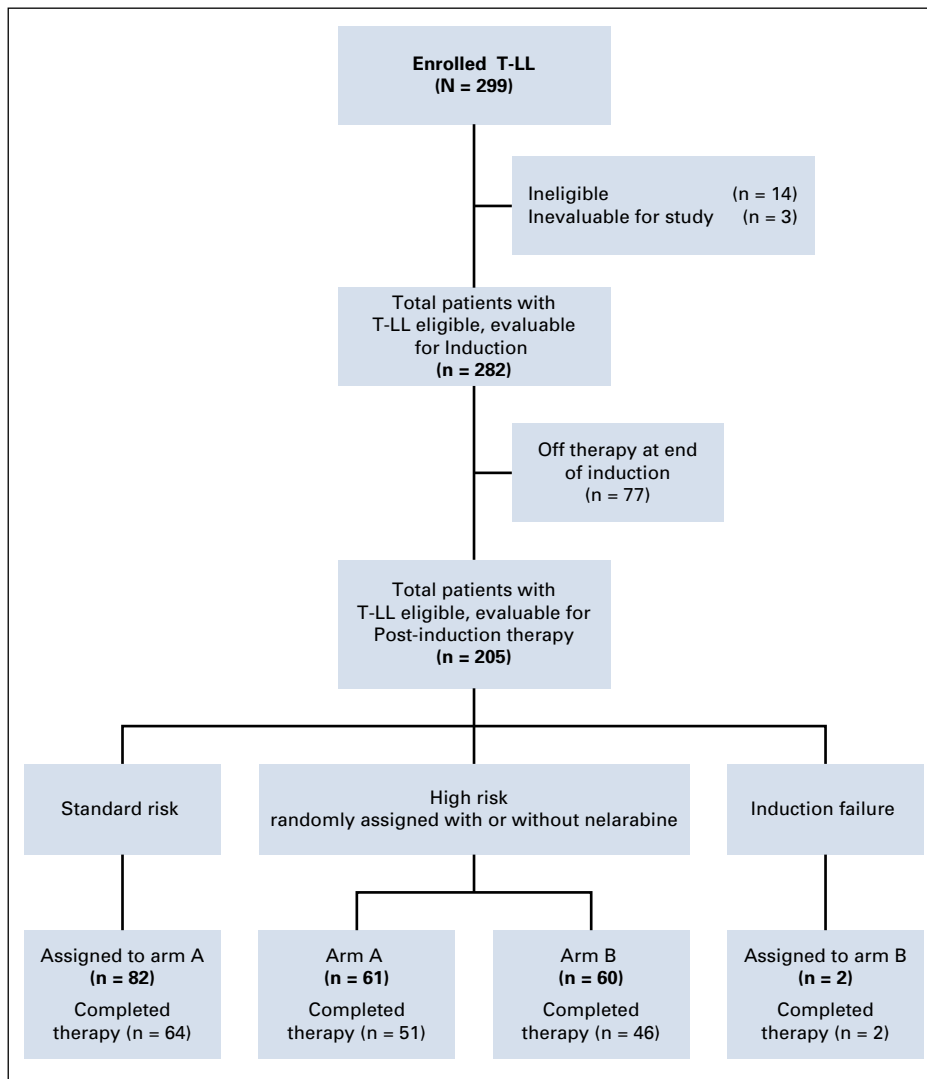 Enrolled T-LL
(N = 299)
Ineligible (n = 14)
Inevaluable for study (n = 3)
Total patients with
T-LL eligible, evaluable
for Induction
(n = 282)
Off therapy at end
of induction
(n = 77)
Total patients with
T-LL eligible, evaluable for
Post-induction therapy
(n = 205)
Standard risk
High risk
randomly assigned with or without nelarabine
Induction failure
Assigned to arm A
(n = 82)
Completed
therapy (n = 64)
Arm A
(n = 61)
Completed
therapy (n = 51)
Arm B
(n = 60)
Completed
therapy (n = 46)
Assigned to arm B
(n = 2)
Completed
therapy (n = 2)